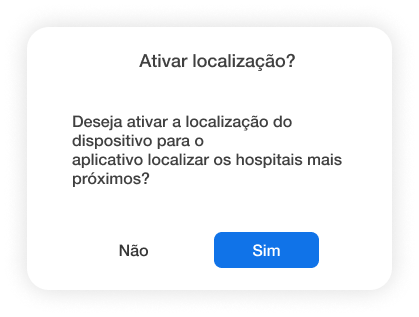 Ativar localização?
Deseja ativar a localização do
dispositivo para o
aplicativo localizar os hospitais mais
próximos?
Não
Sim